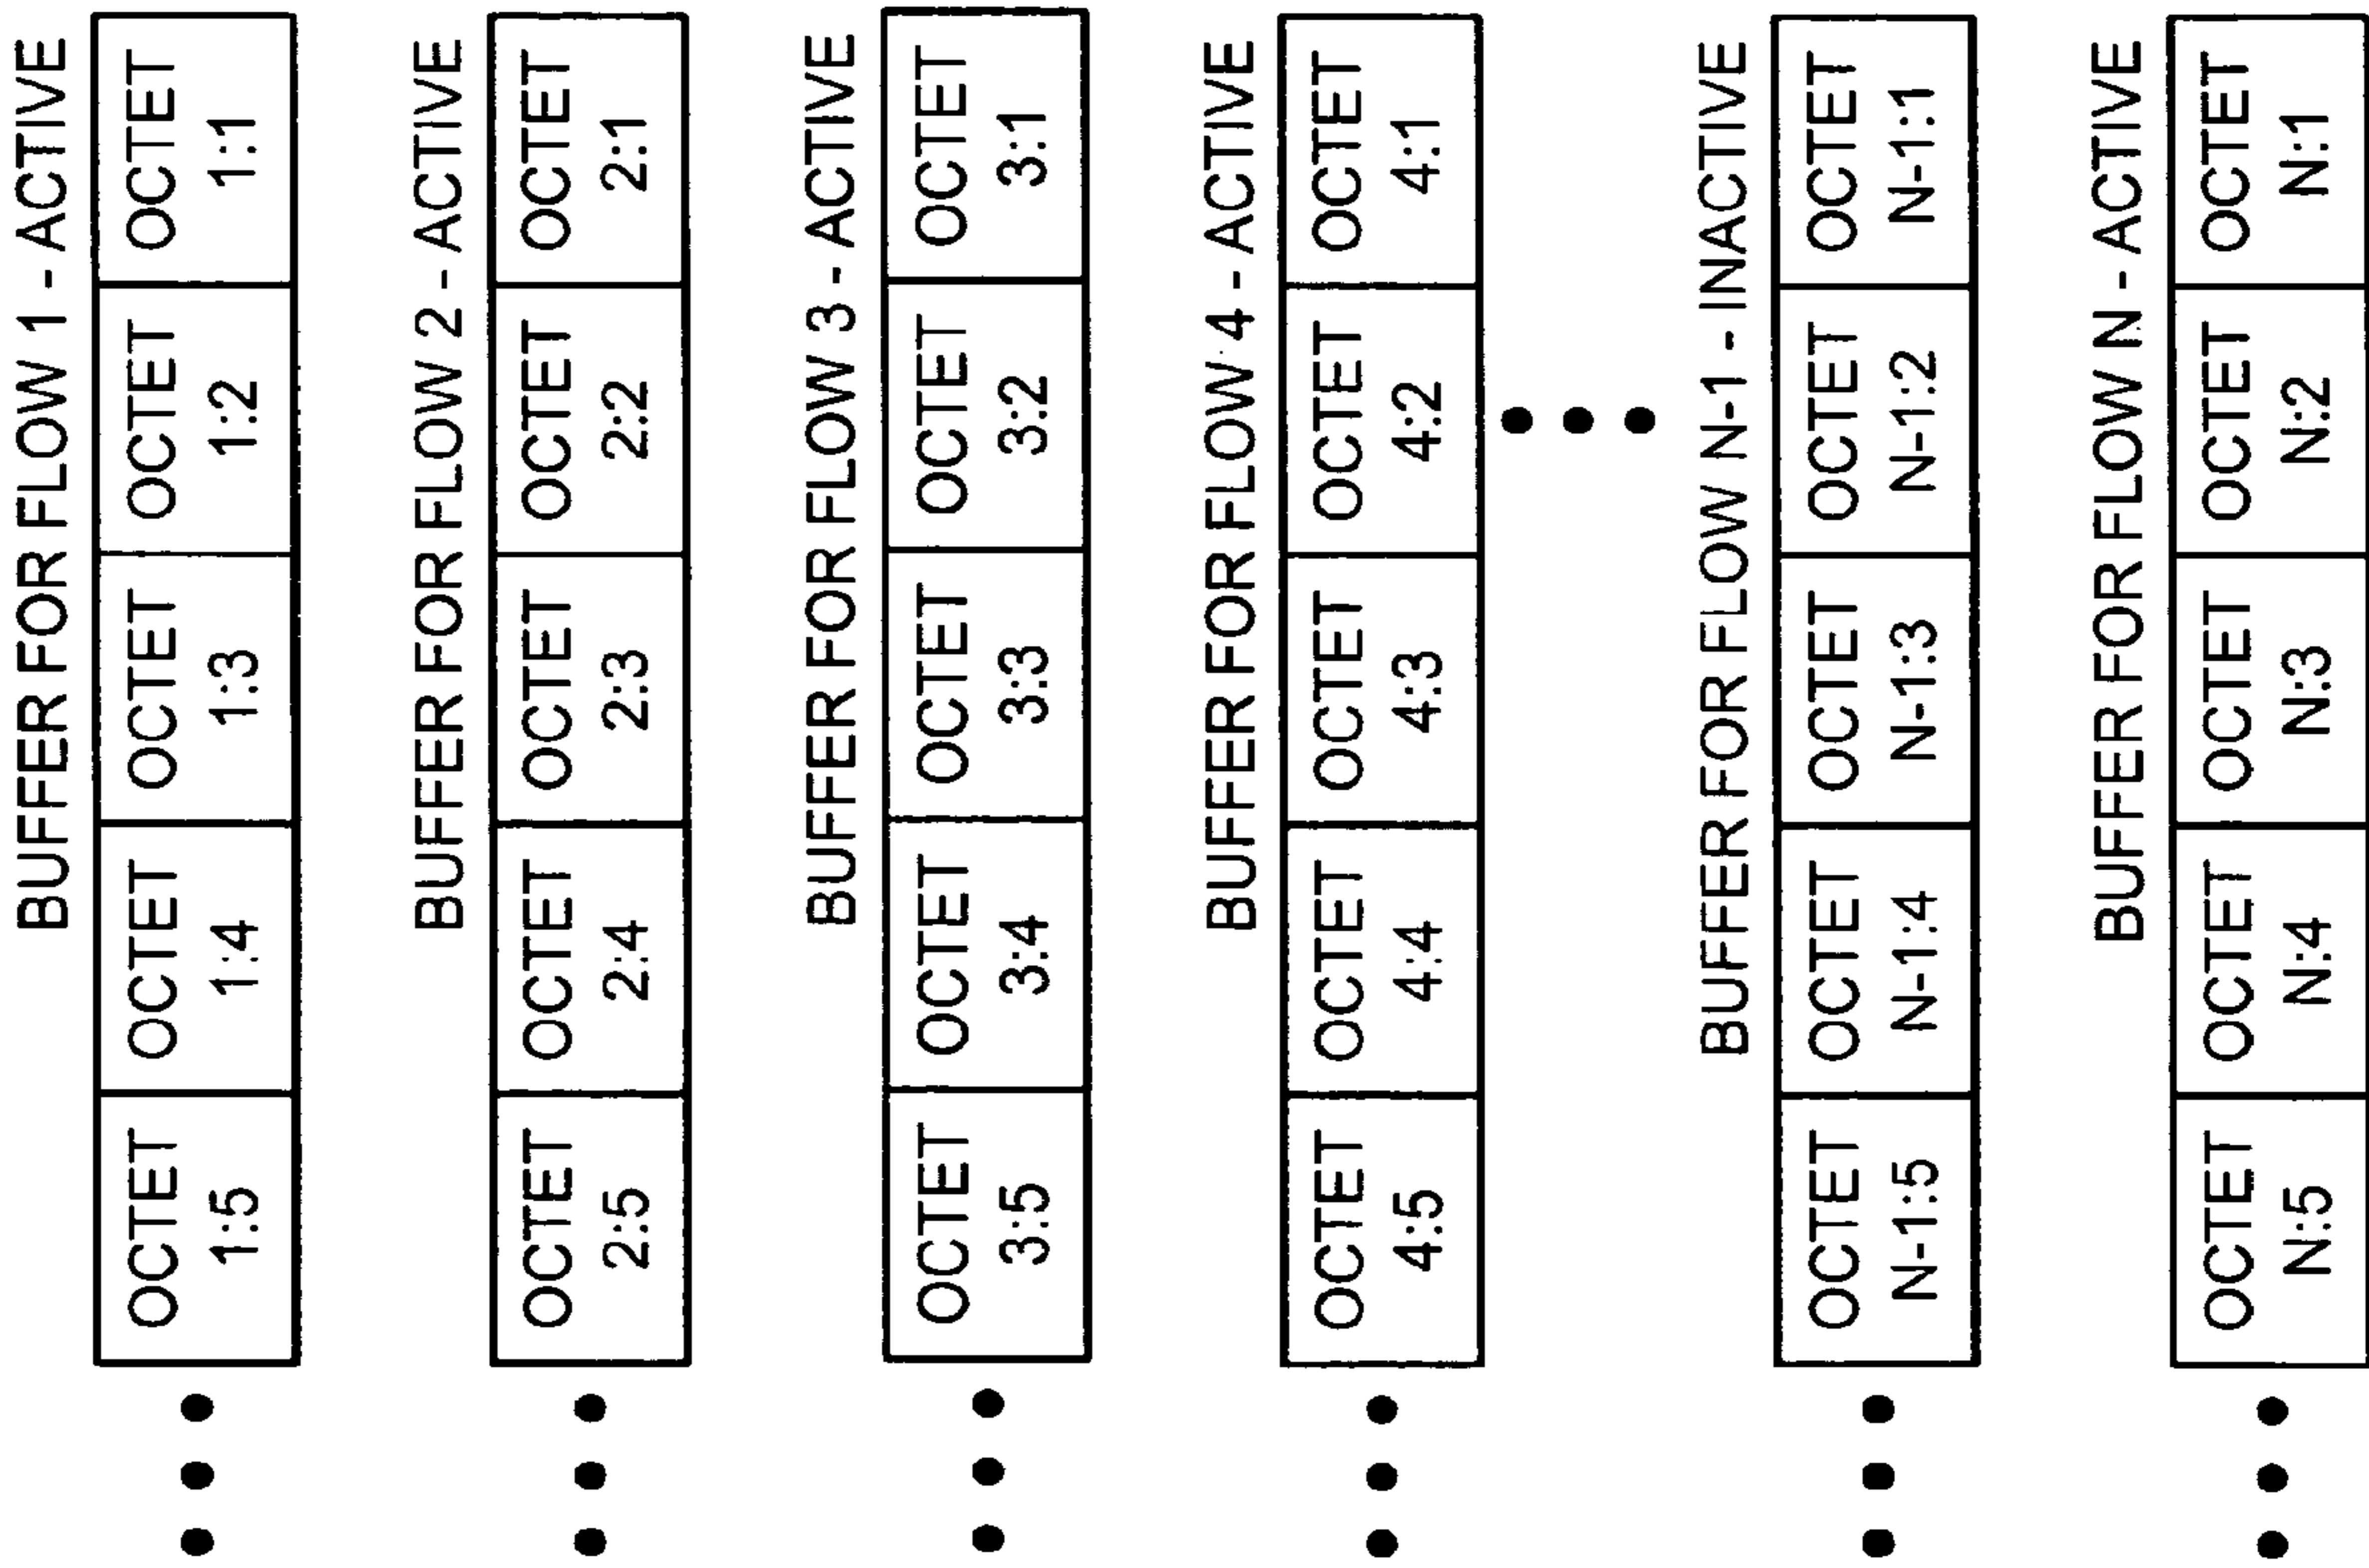 BUFFER FOR FLOW 1 - ACTIVE
OCTET OCTET OCTET OCTET OCTET
1:5 1:4 1:3 1:2 1:1
BUFFER FOR FLOW 2 - ACTIVE
OCTET OCTET OCTET OCTET OCTET
2:5 2:4 2:3 2:2 2:1
BUFFER FOR FLOW 3 - ACTIVE
OCTET OCTET OCTET OCTET OCTET
3:5 3:4 3:3 3:2 3:1
BUFFER FOR FLOW 4 - ACTIVE
OCTET OCTET OCTET OCTET OCTET
4:5 4:4 4:3 4:2 4:1
BUFFER FOR FLOW N-1 - INACTIVE
OCTET OCTET OCTET OCTET OCTET
N-1:5 N-1:4 N-1:3 N-1:2 N-1:1
BUFFER FOR FLOW N - ACTIVE
OCTET OCTET OCTET OCTET OCTET
N:5 N:4 N:3 N:2 N:1